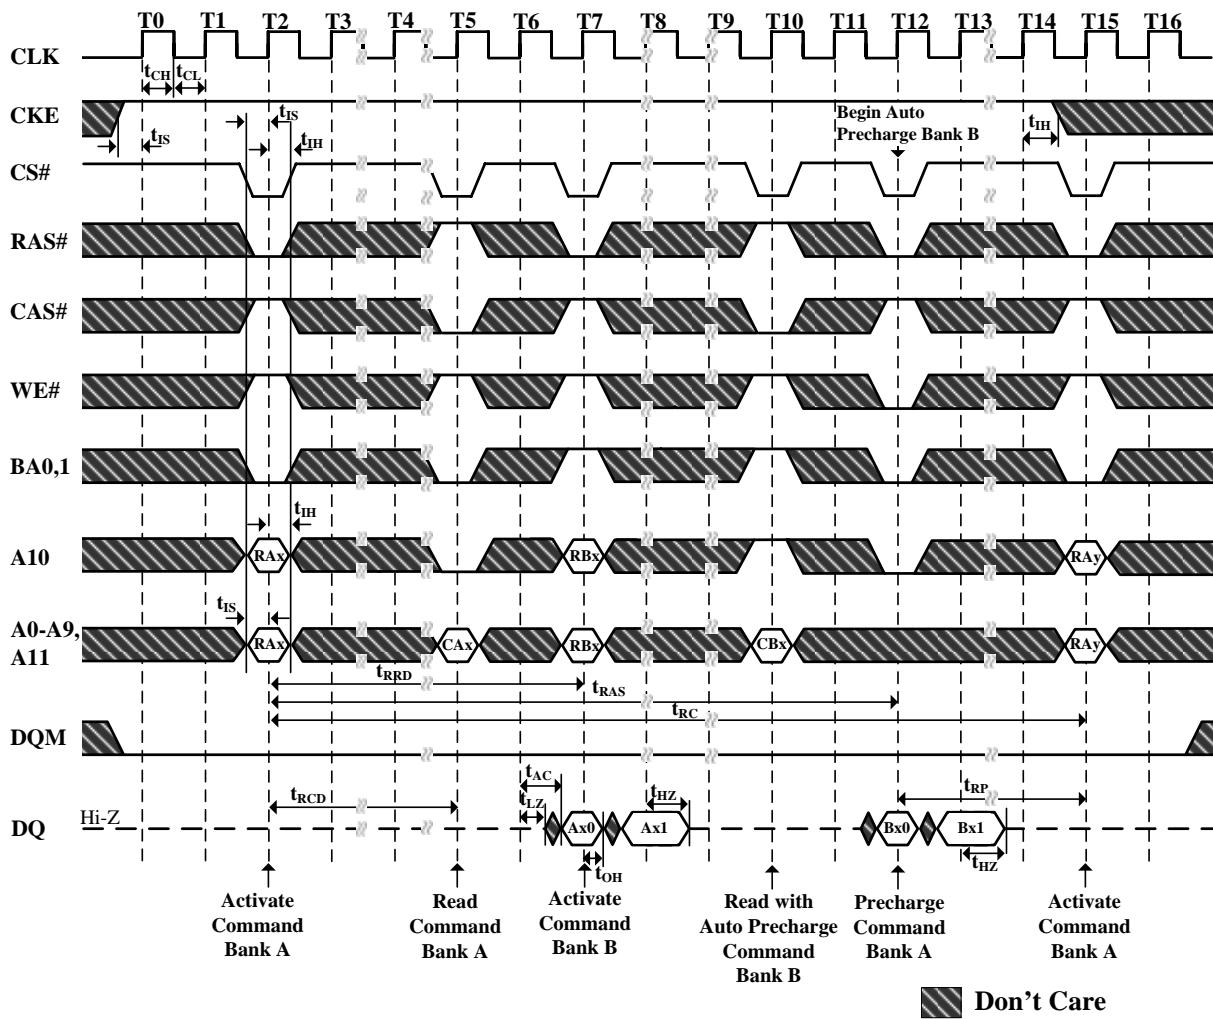 T0 T1 T2 T3 T4 T5 T6 T7 T8 T9 T10 T11 T12 T13 T14 T15 T16
CLK
tCH tCL
CKE
tIS
tIS
tIH
Begin Auto
Precharge Bank B
tIH
CS#
RAS#
CAS#
WE#
BA0,1
tIH
A10
RAx RBx RAy
tIS
A0-A9,
A11
RAx CAx RBx CBx RAy
tRRD
tRAS
tRC
DQM
tRCD
tAC
tLZ
tHZ
tRP
Hi-Z
DQ
Ax0 Ax1 Bx0 Bx1
tOH
tHZ
Activate
Command
Bank A
Read
Command
Bank A
Activate
Command
Bank B
Read with
Auto Precharge
Command
Bank B
Precharge
Command
Bank A
Activate
Command
Bank A
Don't Care